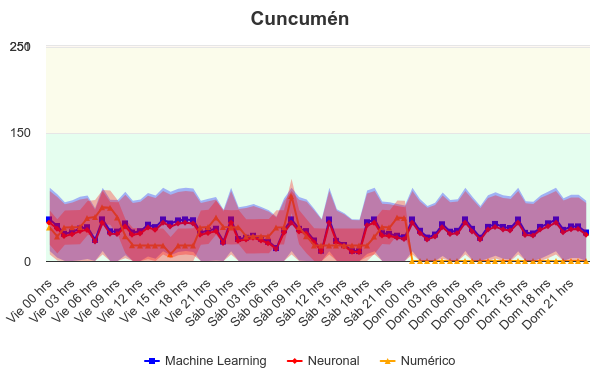 Cuncumén
250
150
0
Vie 00 hrs
Vie 03 hrs
Vie 06 hrs
Vie 09 hrs
Vie 12 hrs
Vie 15 hrs
Vie 18 hrs
Vie 21 hrs
Sáb 00 hrs
Sáb 03 hrs
Sáb 06 hrs
Sáb 09 hrs
Sáb 12 hrs
Sáb 15 hrs
Sáb 18 hrs
Sáb 21 hrs
Dom 00 hrs
Dom 03 hrs
Dom 06 hrs
Dom 09 hrs
Dom 12 hrs
Dom 15 hrs
Dom 18 hrs
Dom 21 hrs
Machine Learning Neuronal Numérico